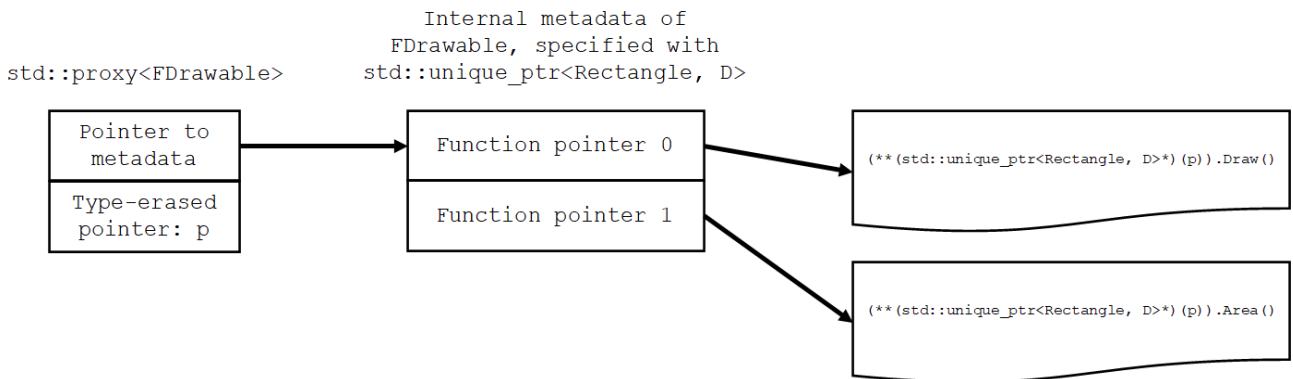 Internal metadata of
FDrawable, specified with
std::unique_ptr<Rectangle, D>
std::proxy<FDrawable>
Pointer to
metadata
Type-erased
pointer: p
Function pointer 0
Function pointer 1
(**(std::unique_ptr<Rectangle, D>*)(p)).Draw()
(**(std::unique_ptr<Rectangle, D>*)(p)).Area()